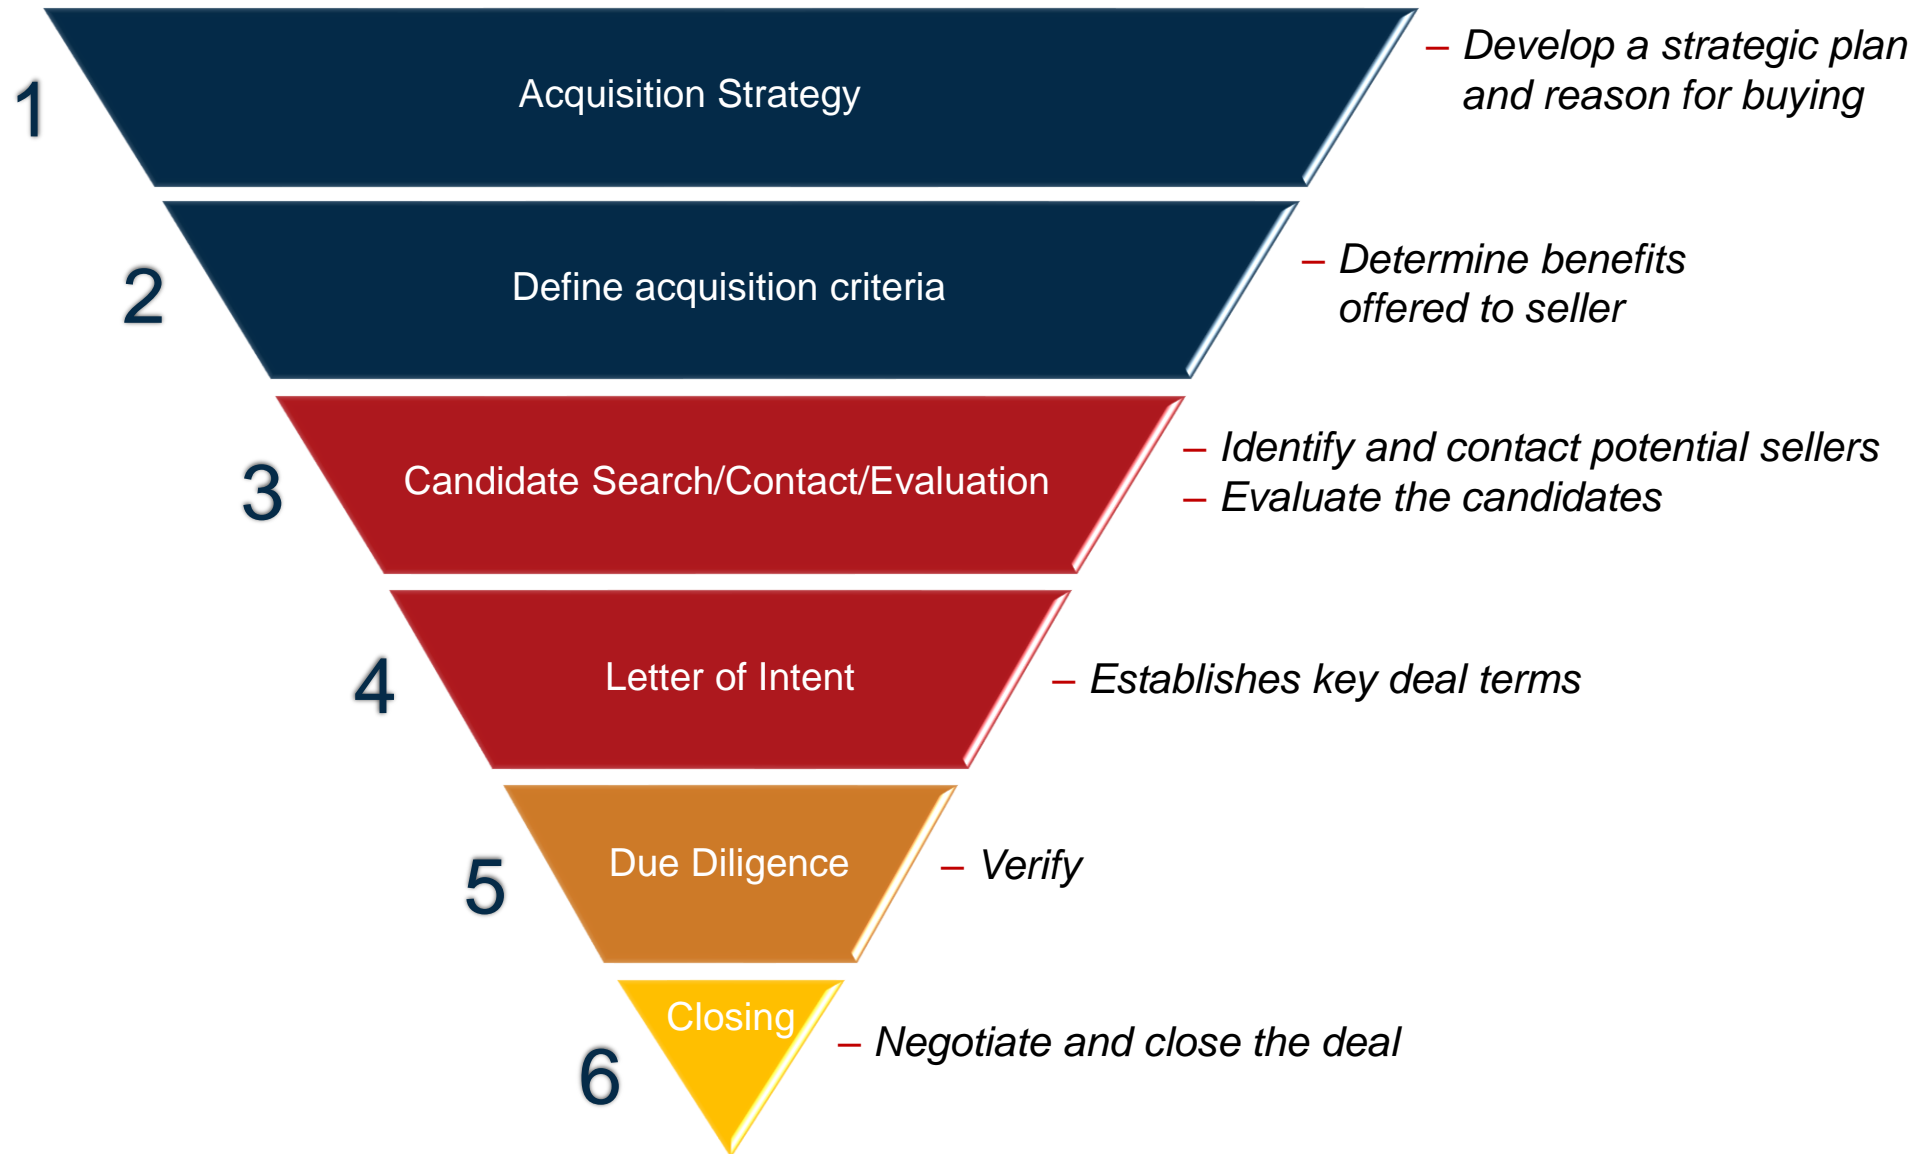 1
Acquisition Strategy
– Develop a strategic plan
and reason for buying
2
Define acquisition criteria
– Determine benefits
offered to seller
3
Candidate Search/Contact/Evaluation
– Identify and contact potential sellers
– Evaluate the candidates
4
Letter of Intent
– Establishes key deal terms
5
Due Diligence
– Verify
6
Closing
– Negotiate and close the deal